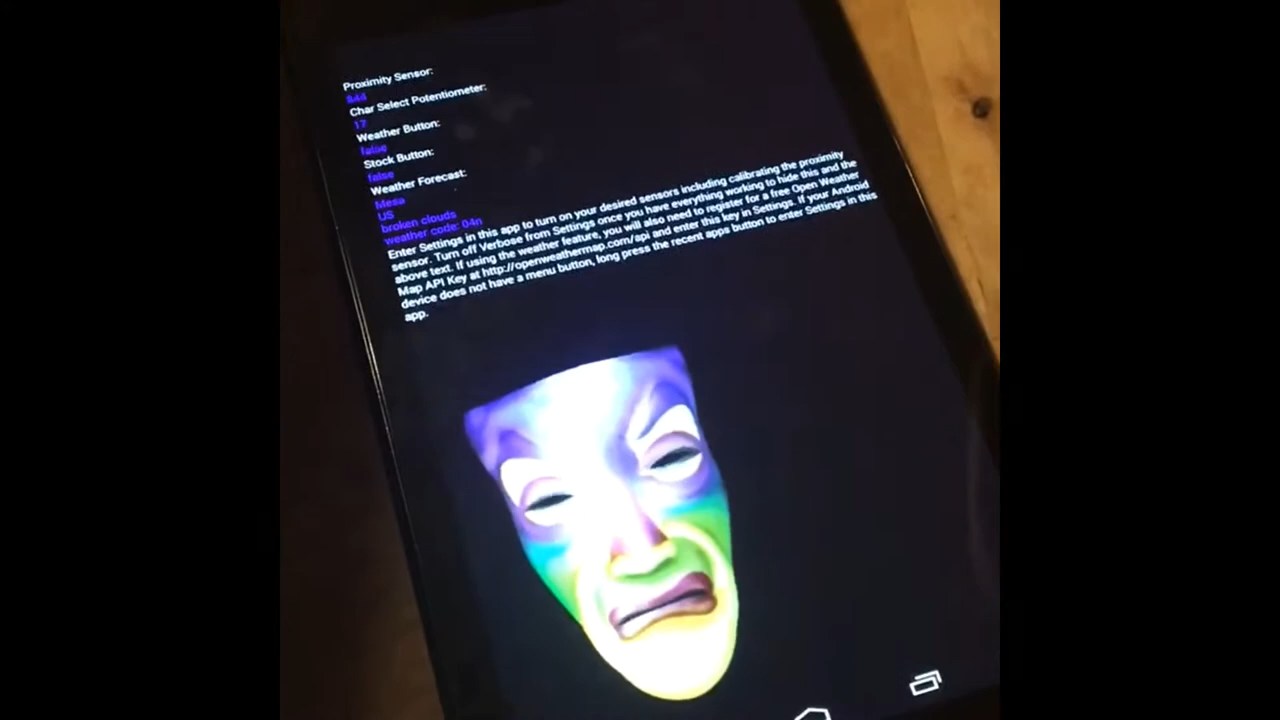 Proximity Sensor:
844
Char Select Potentiometer:
17
Weather Button:
false
Stock Button:
false
Weather Forecast:
Mesa
US
broken clouds
weather code: 04n
Enter Settings in this app to turn on your desired sensors including calibrating the proximity
sensor. Turn off Verbose from Settings once you have everything working to hide this and the
above text. If using the weather feature, you will also need to register for a free Open Weather
Map API Key at http://openweathermap.com/api and enter this key in Settings. If your Android
device does not have a menu button, long press the recent apps button to enter Settings in this
app.